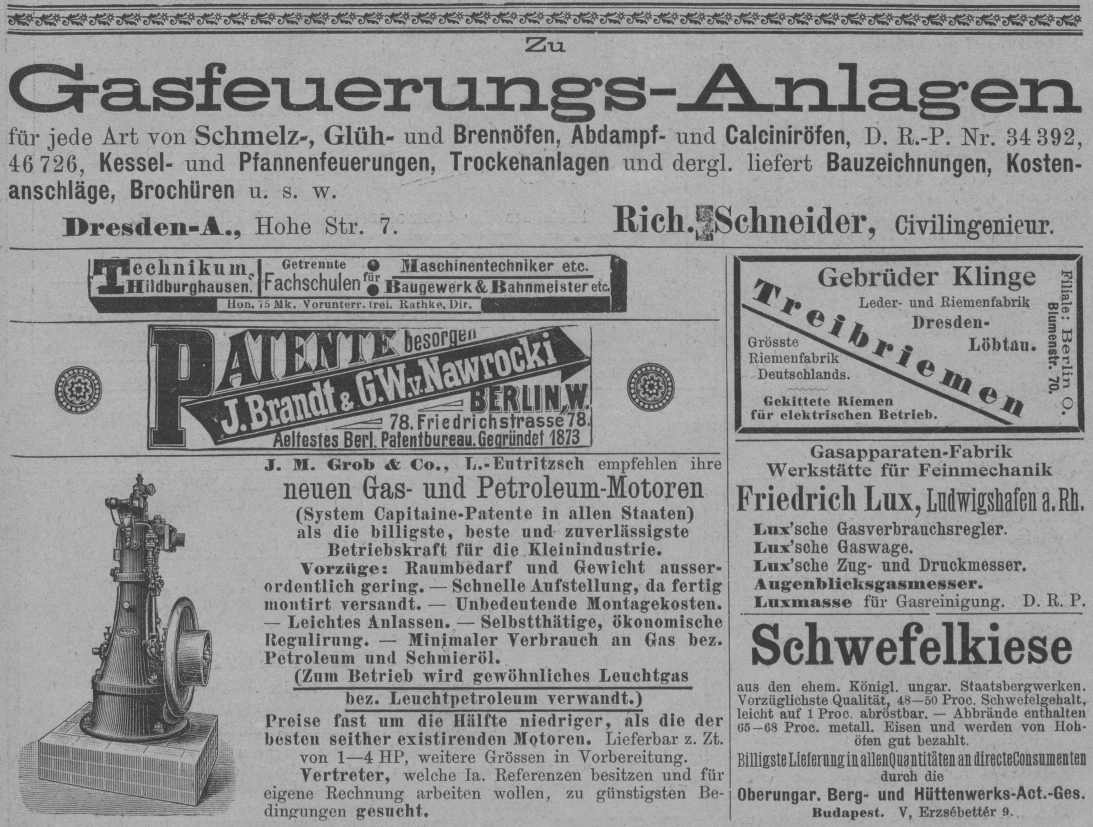 Zu
Gasfeuerungs-Anlagen
für jede Art von Schmelz-, Glüh- und Brennöfen, Abdampf- und Calciniröfen, D. R.-P. Nr. 34 392,
46 726, Kessel- und Pfannenfeuerungen, Trockenanlagen und dergl. liefert Bauzeichnungen, Kosten-
anschläge, Brochüren u. s. w.
Dresden-A., Hohe Str. 7.
Rich. Schneider, Civilingenieur.
Technikum, Hildburghausen.
Getrennte Fachschulen für
Maschinentechniker etc.
Baugewerk & Bahnmeister etc.
Hon. 75 Mk. Vorunterr. frei. Rathke, Dir.
PATENTE besorgen
J. Brandt & G.W.v. Nawrocki
BERLIN, W.
78. Friedrichstrasse 78.
Aeltestes Berl. Patentbureau. Gegründet 1873
J. M. Grob & Co., L.-Eutritzsch empfehlen ihre
neuen Gas- und Petroleum-Motoren
(System Capitaine-Patente in allen Staaten)
als die billigste, beste und zuverlässigste
Betriebskraft für die Kleinindustrie.
Vorzüge: Raumbedarf und Gewicht ausser-
ordentlich gering. — Schnelle Aufstellung, da fertig
montirt versandt. — Unbedeutende Montagekosten.
— Leichtes Anlassen. — Selbstthätige, ökonomische
Regulirung. — Minimaler Verbrauch an Gas bez.
Petroleum und Schmieröl.
(Zum Betrieb wird gewöhnliches Leuchtgas
bez. Leuchtpetroleum verwandt.)
Preise fast um die Hälfte niedriger, als die der
besten seither existirenden Motoren. Lieferbar z. Zt.
von 1—4 HP, weitere Grössen in Vorbereitung.
Vertreter, welche Ia. Referenzen besitzen und für
eigene Rechnung arbeiten wollen, zu günstigsten Be-
dingungen gesucht.
Gebrüder Klinge
Leder- und Riemenfabrik
Dresden-
Löbtau.
Treibriemen
Grösste
Riemenfabrik
Deutschlands.
Gekittete Riemen
für elektrischen Betrieb.
Filiale: Berlin O.
Blumenstr. 70,
Gasapparaten-Fabrik
Werkstätte für Feinmechanik
Friedrich Lux, Ludwigshafen a. Rh.
Lux'sche Gasverbrauchsregler.
Lux'sche Gaswage.
Lux'sche Zug- und Druckmesser.
Augenblicksgasmesser.
Luxmasse für Gasreinigung. D. R. P.
Schwefelkiese
aus den ehem. Königl. ungar. Staatsbergwerken.
Vorzüglichste Qualität, 48—50 Proc. Schwefelgehalt,
leicht auf 1 Proc. abröstbar. — Abbrände enthalten
65—68 Proc. metall. Eisen und werden von Hoh-
öfen gut bezahlt.
Billigste Lieferung in allen Quantitäten an directe Consumenten
durch die
Oberungar. Berg- und Hüttenwerks-Act.-Ges.
Budapest. V, Erzsébettér 9.